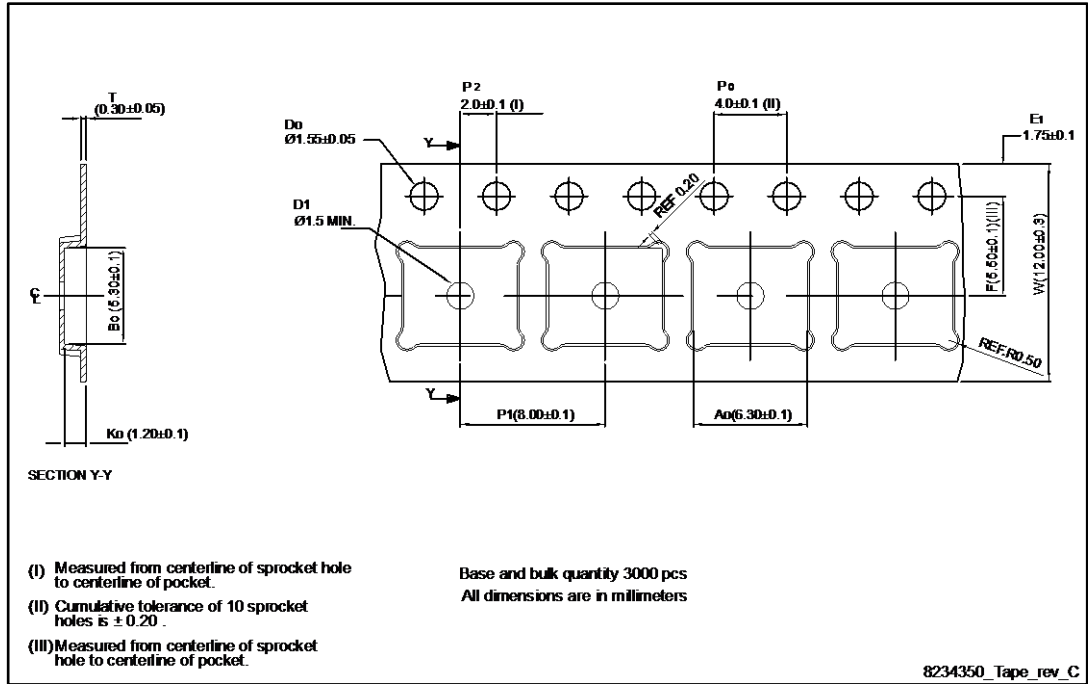 T
(0.30±0.05)
P2
2.0±0.1 (I)
Po
4.0±0.1 (II)
Do
Ø1.55±0.05
E1
1.75±0.1
Y
D1
Ø1.5 MIN.
REF 0.20
F(5.50±0.1)(III)
W(12.00±0.3)
℄
Bo (5.30±0.1)
REF.R0.50
Y
P1(8.00±0.1)
Ao(6.30±0.1)
Ko (1.20±0.1)
SECTION Y-Y
(I) Measured from centerline of sprocket hole
to centerline of pocket.
(II) Cumulative tolerance of 10 sprocket
holes is ± 0.20 .
(III) Measured from centerline of sprocket
hole to centerline of pocket.
Base and bulk quantity 3000 pcs
All dimensions are in millimeters
8234350_Tape_rev_C